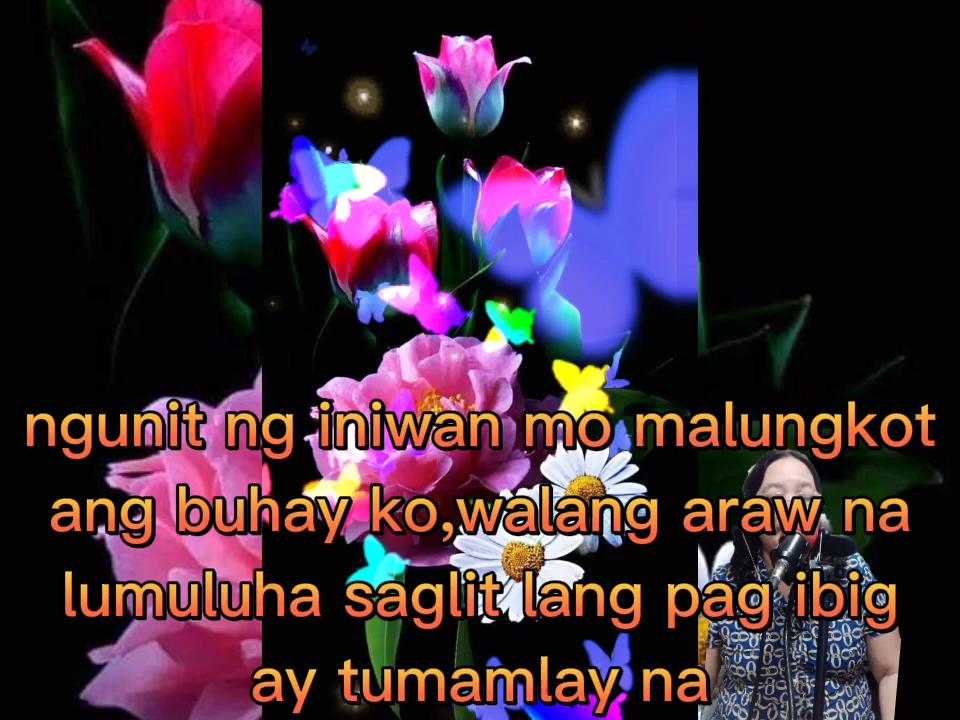 ngunit ng iniwan mo malungkot
ang buhay ko,walang araw na
lumuluha saglit lang pag ibig
ay tumamlay na